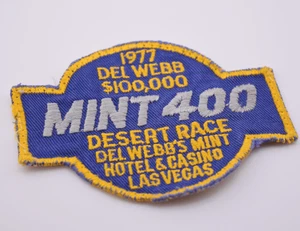 1977
DEL WEBB
$100,000
MINT 400
DESERT RACE
DEL WEBB'S MINT
HOTEL & CASINO
LAS VEGAS